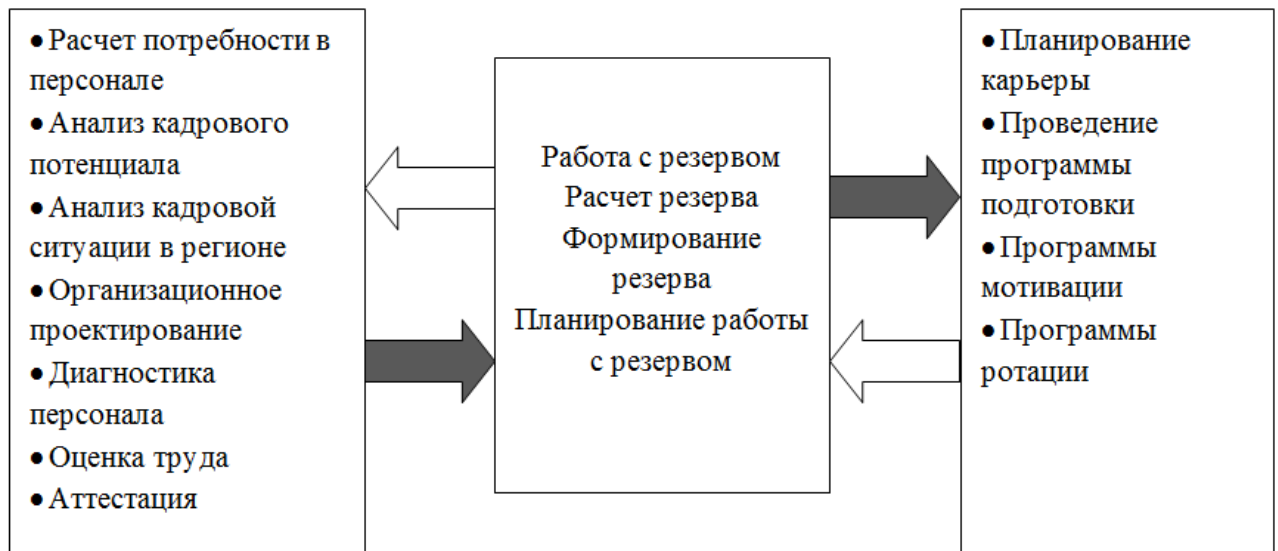 • Расчет потребности в
персонале
• Анализ кадрового
потенциала
• Анализ кадровой
ситуации в регионе
• Организационное
проектирование
• Диагностика
персонала
• Оценка труда
• Аттестация
Работа с резервом
Расчет резерва
Формирование
резерва
Планирование работы
с резервом
• Планирование
карьеры
• Проведение
программы
подготовки
• Программы
мотивации
• Программы
ротации